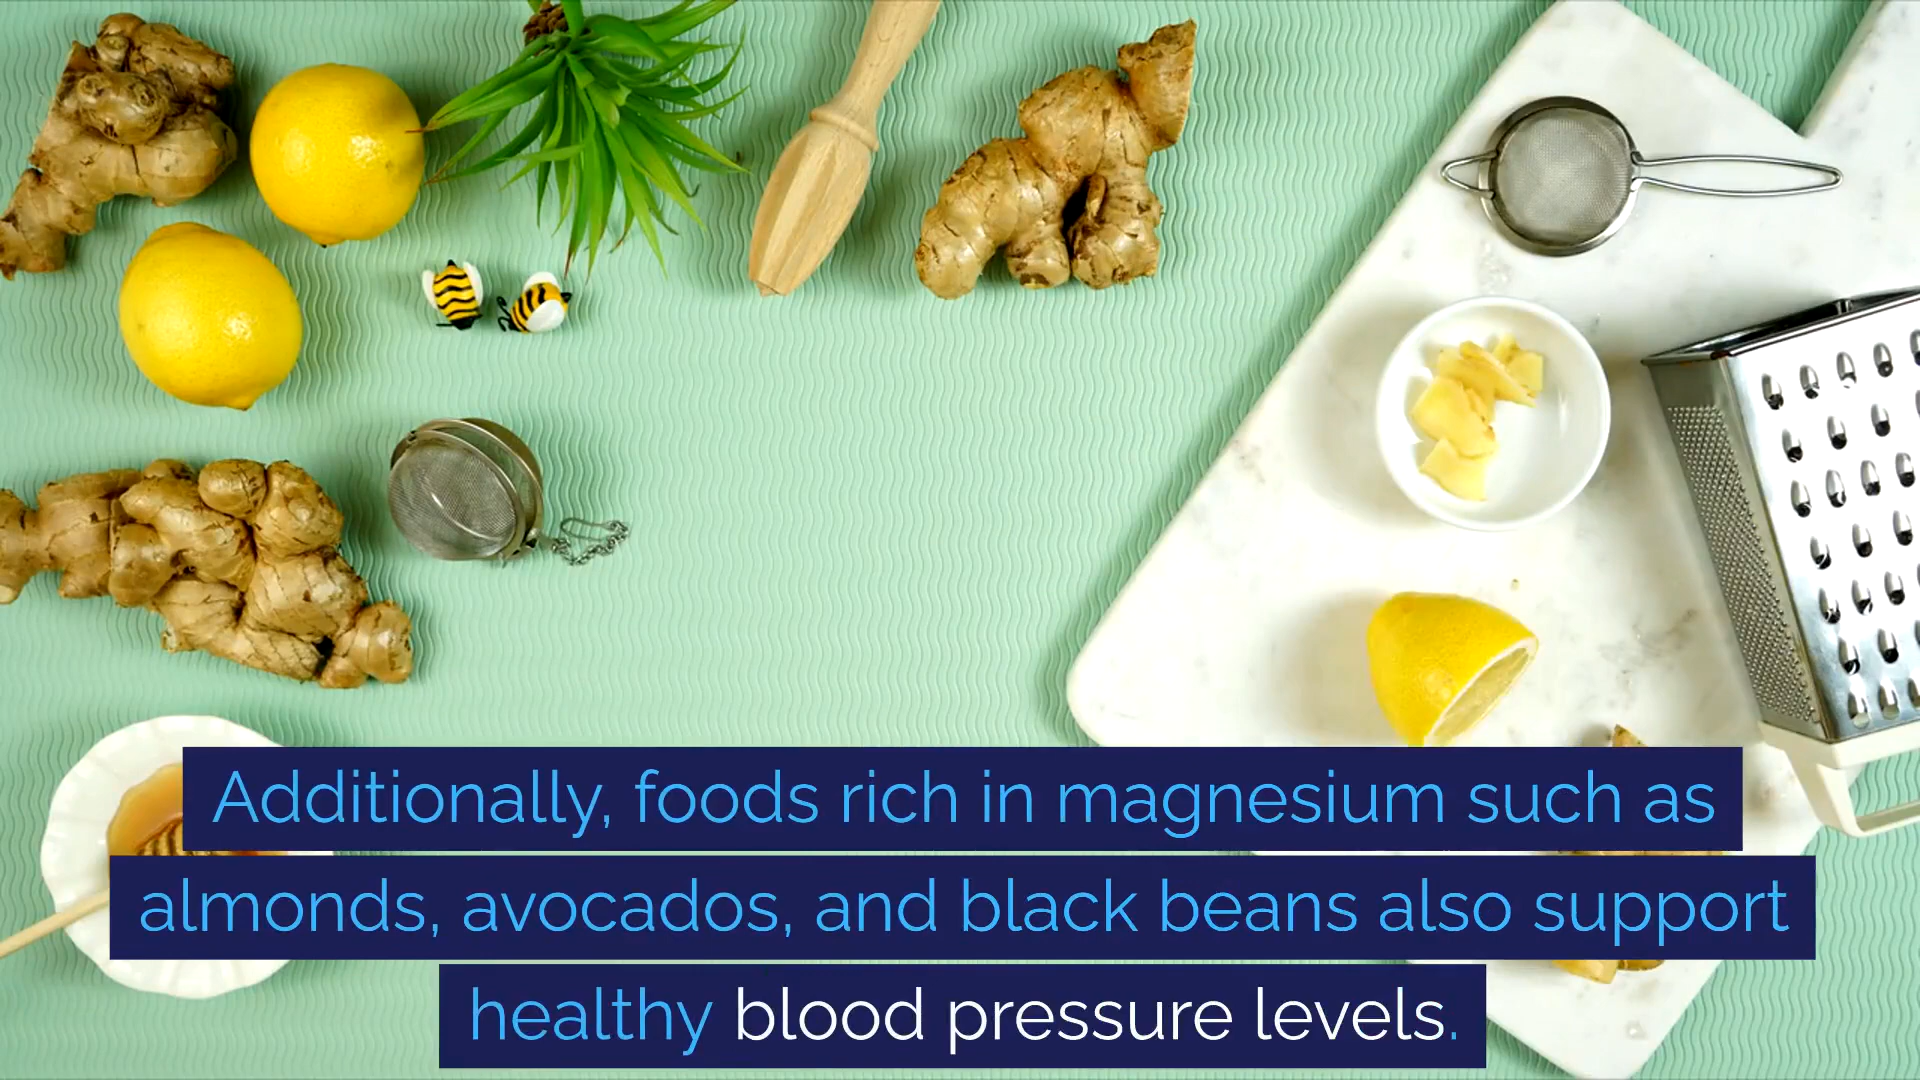 Additionally, foods rich in magnesium such as
almonds, avocados, and black beans also support
healthy blood pressure levels.